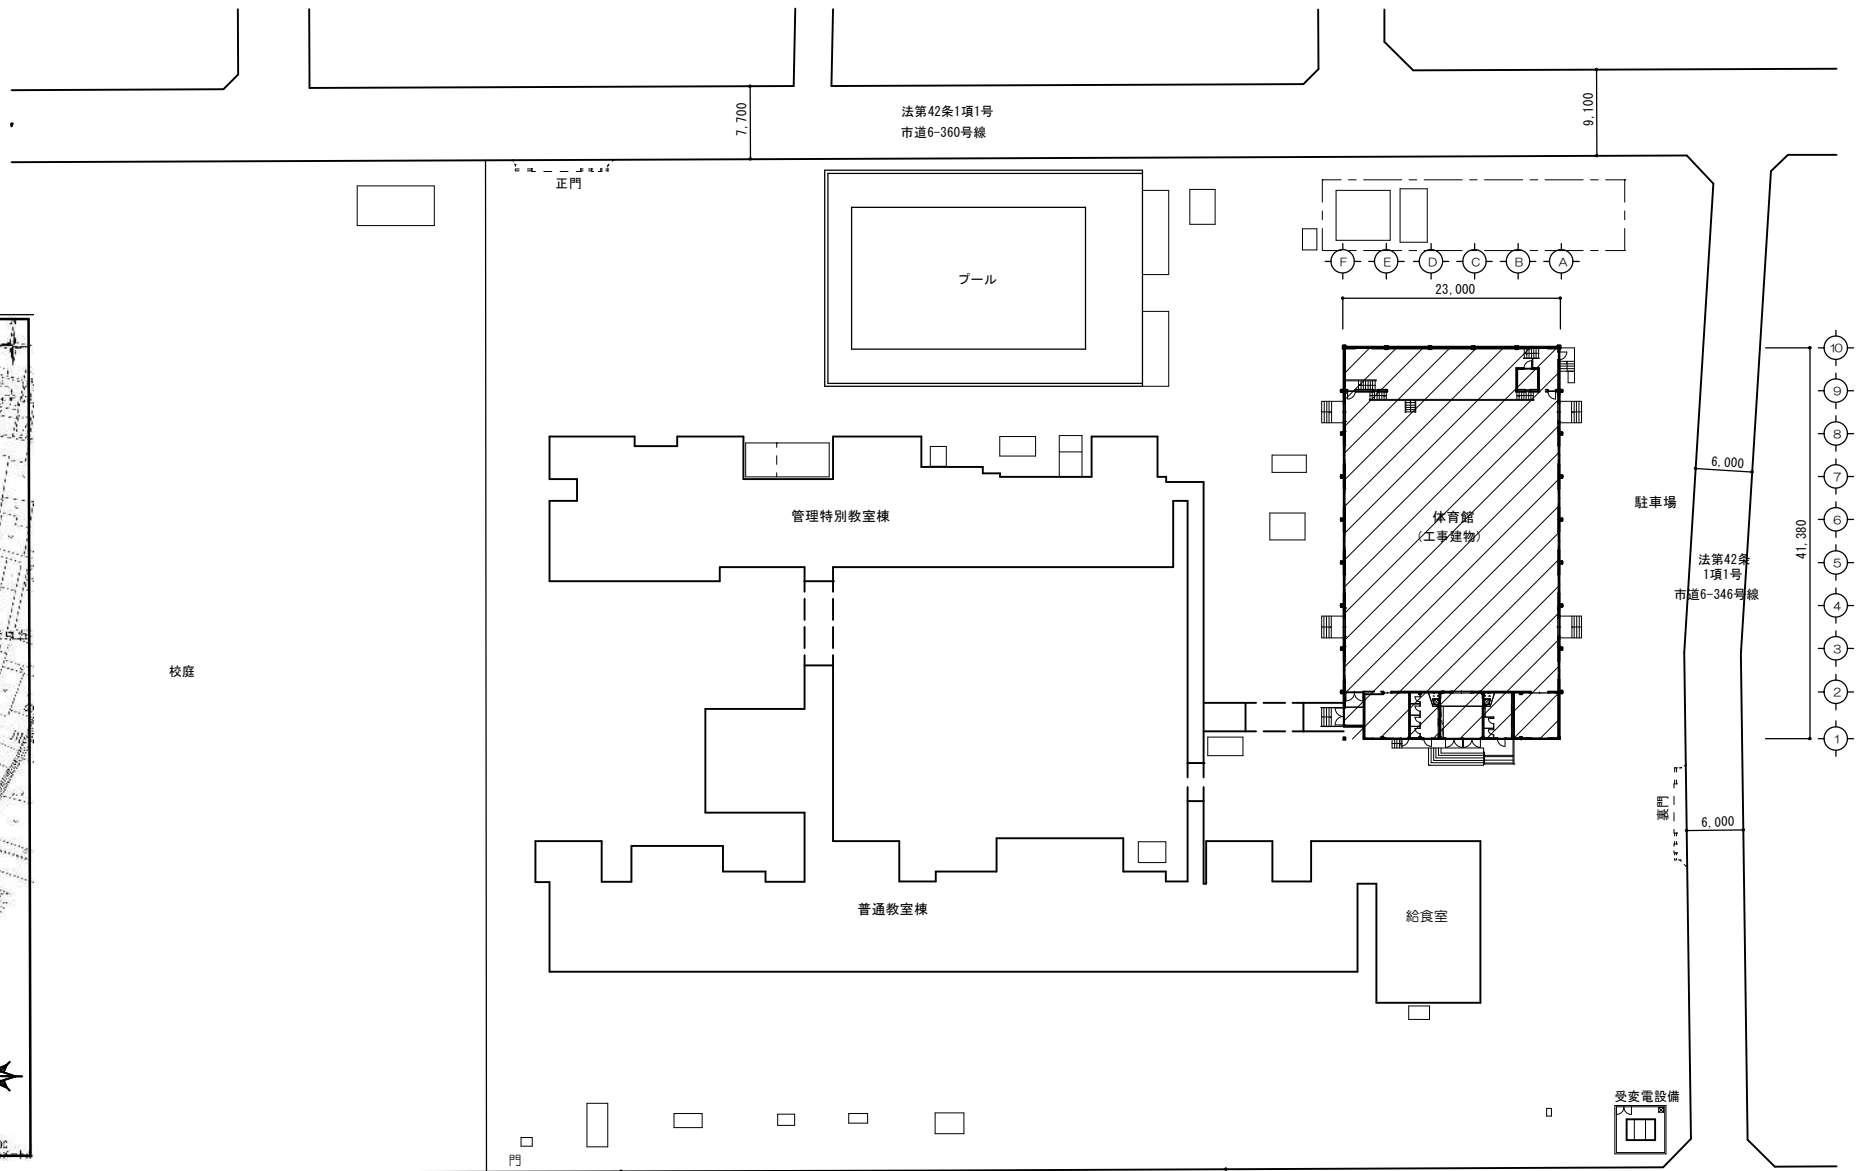 7,700
法第42条1項1号
市道6-360号線
9,100
正門
プール
F
E
D
C
B
A
23,000
10
9
8
7
6
5
4
3
2
1
41,380
6,000
駐車場
体育館
(工事建物)
管理特別教室棟
法第42条
1項1号
市道6-346号線
校庭
裏門
6,000
普通教室棟
給食室
受変電設備
門